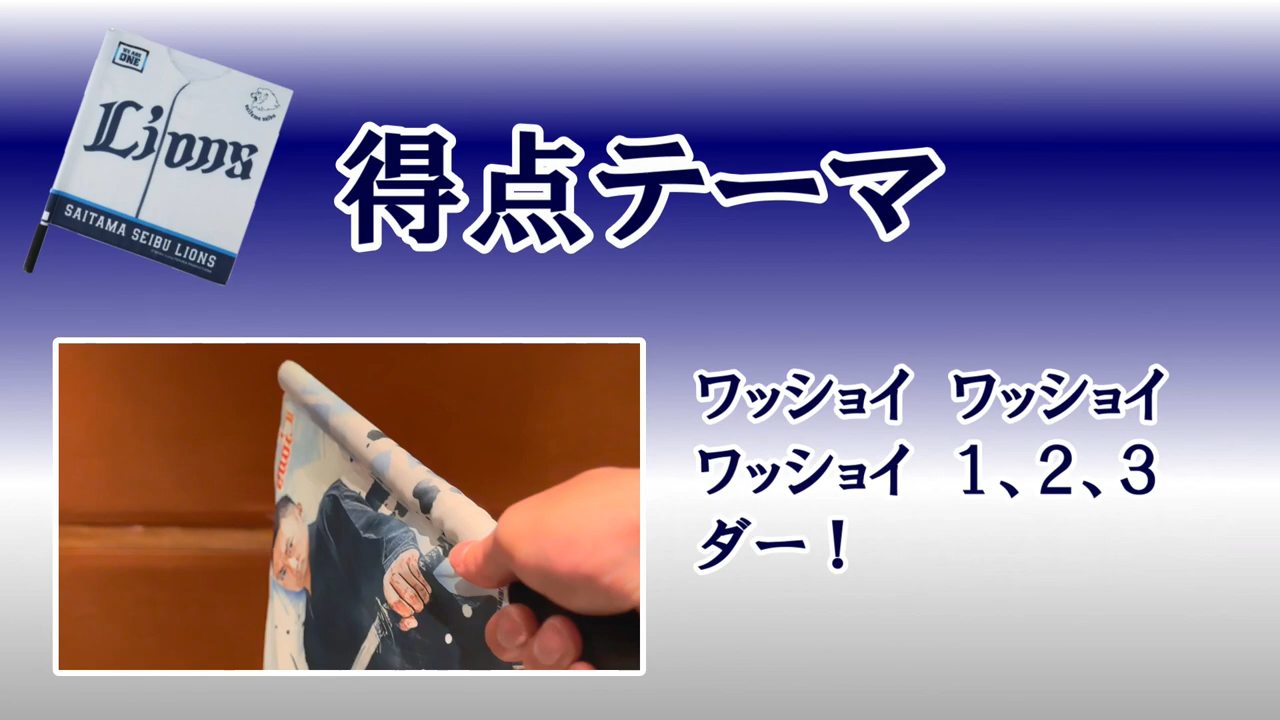 WE ARE
ONE
Lions
SAITAMA SEIBU LIONS
得点テーマ
ワッショイ ワッショイ
ワッショイ 1、2、3
ダー！